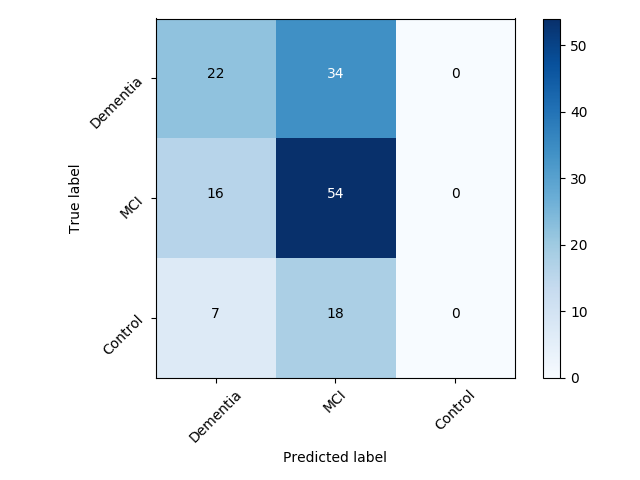 True label
Dementia
22
34
0
MCI
16
54
0
Control
7
18
0
Dementia
MCI
Control
Predicted label
50
40
30
20
10
0